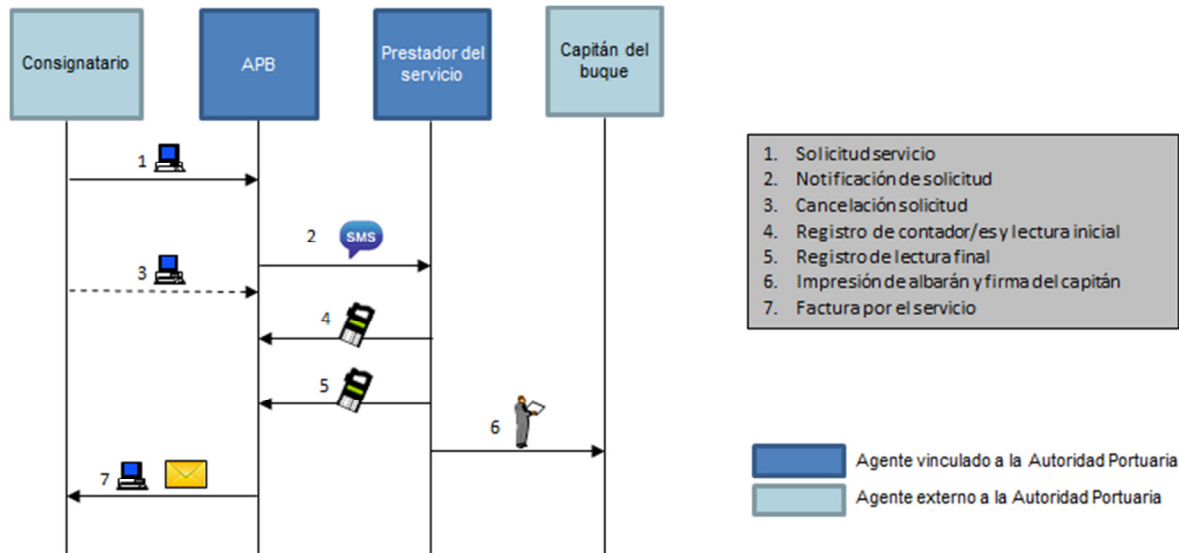 Consignatario
APB
Prestador del
servicio
Capitán del
buque
1
2
SMS
3
4
5
6
7
1. Solicitud servicio
2. Notificación de solicitud
3. Cancelación solicitud
4. Registro de contador/es y lectura inicial
5. Registro de lectura final
6. Impresión de albarán y firma del capitán
7. Factura por el servicio
Agente vinculado a la Autoridad Portuaria
Agente externo a la Autoridad Portuaria